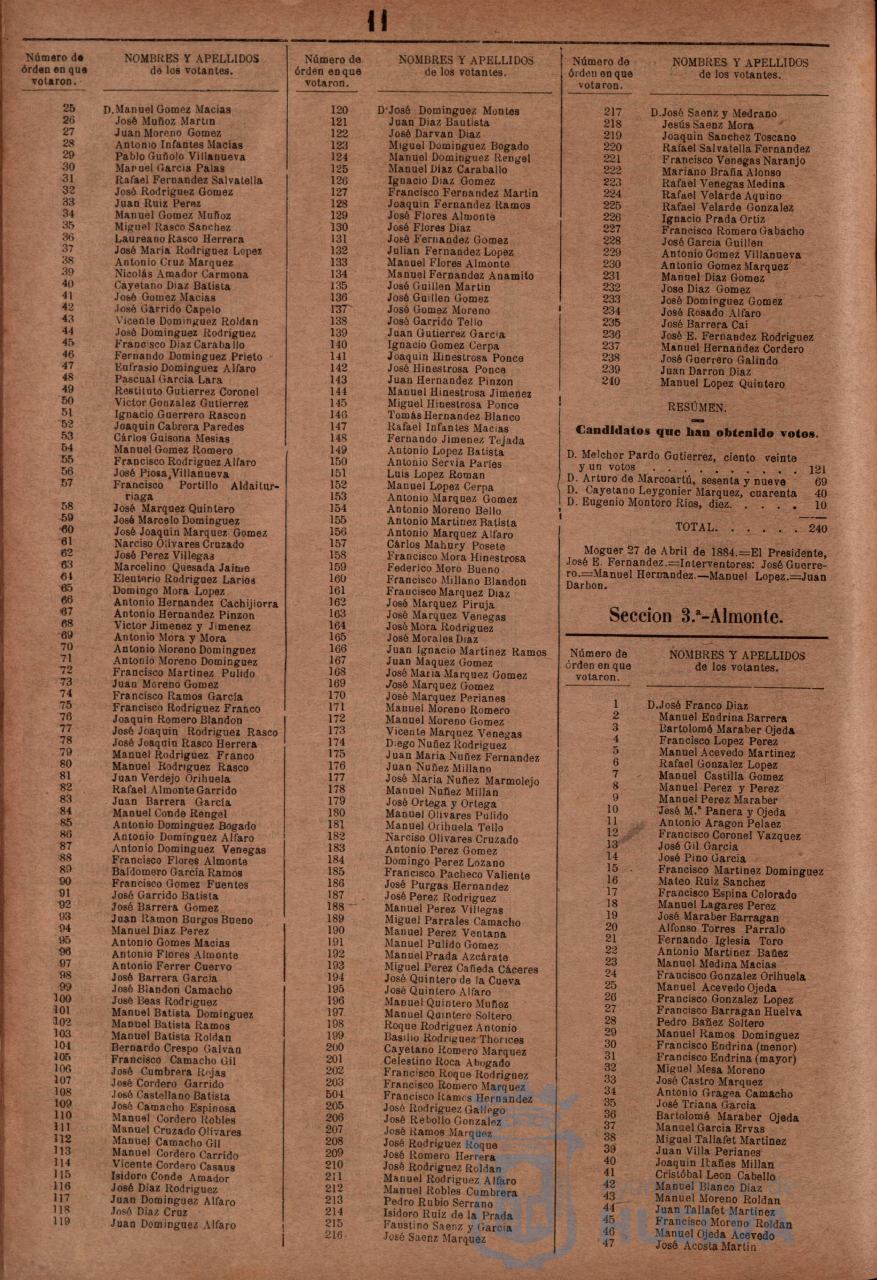 11
Número de órden en que votaron.
NOMBRES Y APELLIDOS
de los votantes.
25 D. Manuel Gomez Macias
26 José Muñoz Martin
27 Juan Moreno Gomez
28 Antonio Infantes Macias
29 Pablo Guñolo Villanueva
30 Manuel Garcia Palas
31 Rafael Fernandez Salvatella
32 José Rodriguez Gomez
33 Juan Ruiz Perez
34 Manuel Gomez Muñoz
35 Miguel Rasco Sanchez
36 Laureano Rasco Herrera
37 José Maria Rodriguez Lopez
38 Antonio Cruz Marquez
39 Nicolás Amador Carmona
40 Cayetano Diaz Batista
41 José Gomez Macias
42 José Garrido Capelo
43 Vicente Dominguez Roldan
44 José Dominguez Rodriguez
45 Francisco Diaz Caraballo
46 Fernando Dominguez Prieto
47 Eufrasio Dominguez Alfaro
48 Pascual Garcia Lara
49 Restituto Gutierrez Coronel
50 Victor Gonzalez Gutierrez
51 Ignacio Guerrero Rascon
52 Joaquin Cabrera Paredes
53 Cárlos Guisona Mesias
54 Manuel Gomez Romero
55 Francisco Rodriguez Alfaro
56 José Piosa Villanueva
57 Francisco Portillo Aldaitur-
riaga
58 José Marquez Quintero
59 José Marcelo Dominguez
60 José Joaquin Marquez Gomez
61 Narciso Olivares Cruzado
62 José Perez Villegas
63 Marcelino Quesada Jaime
64 Eleuterio Rodriguez Larios
65 Domingo Mora Lopez
66 Antonio Hernandez Cachijiorra
67 Antonio Hernandez Pinzon
68 Victor Jimenez y Jimenez
69 Antonio Mora y Mora
70 Antonio Moreno Dominguez
71 Antonio Moreno Dominguez
72 Francisco Martinez Pulido
73 Juan Moreno Gomez
74 Francisco Ramos García
75 Francisco Rodriguez Franco
76 Joaquin Romero Blandon
77 José Joaquin Rodriguez Rasco
78 José Joaquin Rasco Herrera
79 Manuel Rodriguez Franco
80 Manuel Rodriguez Rasco
81 Juan Verdejo Orihuela
82 Rafael Almonte Garrido
83 Juan Barrera García
84 Manuel Conde Rengel
85 Antonio Dominguez Bogado
86 Antonio Dominguez Alfaro
87 Antonio Dominguez Venegas
88 Francisco Flores Almonte
89 Baldomero Garcia Ramos
90 Francisco Gomez Fuentes
91 José Garrido Batista
92 José Barrera Gomez
93 Juan Ramon Burgos Bueno
94 Manuel Diaz Perez
95 Antonio Gomes Macias
96 Antonio Flores Almonte
97 Antonio Ferrer Cuervo
98 José Barrera Garcia
99 José Blandon Camacho
100 José Beas Rodriguez
101 Manuel Batista Dominguez
102 Manuel Batista Ramos
103 Manuel Batista Roldan
104 Bernardo Crespo Galvan
105 Francisco Camacho Gil
106 José Cumbrera Rojas
107 José Cordero Garrido
108 José Castellano Batista
109 José Camacho Espinosa
110 Manuel Cordero Robles
111 Manuel Cruzado Olivares
112 Manuel Camacho Gil
113 Manuel Cordero Carrido
114 Vicente Cordero Casaus
115 Isidoro Conde Amador
116 José Diaz Rodriguez
117 Juan Dominguez Alfaro
118 José Diaz Cruz
119 Juan Dominguez Alfaro
Número de órden en que votaron.
NOMBRES Y APELLIDOS
de los votantes.
120 D José Dominguez Montes
121 Juan Diaz Bautista
122 José Darvan Diaz
123 Miguel Dominguez Bogado
124 Manuel Dominguez Rengel
125 Manuel Diaz Caraballo
126 Ignacio Diaz Gomez
127 Francisco Fernandez Martin
128 Joaquin Fernandez Ramos
129 José Flores Almonte
130 José Flores Diaz
131 José Fernandez Gomez
132 Julian Fernandez Lopez
133 Manuel Flores Almonte
134 Manuel Fernandez Anamito
135 José Guillen Martin
136 José Guillen Gomez
137 José Gomez Moreno
138 José Garrido Tello
139 Juan Gutierrez Garcia
140 Ignacio Gomez Cerpa
141 Joaquin Hinestrosa Ponce
142 José Hinestrosa Ponce
143 Juan Hernandez Pinzon
144 Manuel Hinestrosa Jimenez
145 Miguel Hinestrosa Ponce
146 Tomás Hernandez Blanco
147 Rafael Infantes Macias
148 Fernando Jimenez Tejada
149 Antonio Lopez Batista
150 Antonio Servia Paries
151 Luis Lopez Roman
152 Manuel Lopez Cerpa
153 Antonio Marquez Gomez
154 Antonio Moreno Bello
155 Antonio Martinez Batista
156 Antonio Marquez Alfaro
157 Cárlos Mahury Posete
158 Francisco Mora Hinestrosa
159 Federico Moro Bueno
160 Francisco Millano Blandon
161 Francisco Marquez Diaz
162 José Marquez Piruja
163 José Marquez Venegas
164 José Mora Rodriguez
165 José Morales Diaz
166 Juan Ignacio Martinez Ramos
167 Juan Maquez Gomez
168 José Maria Marquez Gomez
169 José Marquez Gomez
170 José Marquez Perianes
171 Manuel Moreno Romero
172 Manuel Moreno Gomez
173 Vicente Marquez Venegas
174 Diego Nuñez Rodriguez
175 Juan Maria Nuñez Fernandez
176 Juan Nuñez Millano
177 José Maria Nuñez Marmolejo
178 Manuel Nuñez Millan
179 José Ortega y Ortega
180 Manuel Olivares Pulido
181 Manuel Orihuela Tello
182 Narciso Olivares Cruzado
183 Antonio Perez Gomez
184 Domingo Perez Lozano
185 Francisco Pacheco Valiente
186 José Purgas Hernandez
187 José Perez Rodriguez
188 Manuel Perez Villegas
189 Miguel Parrales Camacho
190 Manuel Perez Ventana
191 Manuel Pulido Gomez
192 Manuel Prada Azcárate
193 Miguel Perez Cañeda Cáceres
194 José Quintero de la Cueva
195 José Quintero Alfaro
196 Manuel Quintero Muñoz
197 Manuel Quintero Soltero
198 Roque Rodriguez Antonio
199 Basilio Rodriguez Thorices
200 Cayetano Romero Marquez
201 Celestino Roca Ahogado
202 Francisco Roque Rodriguez
203 Francisco Romero Marquez
504 Francisco Ramos Hernandez
205 José Rodriguez Gallego
206 José Rebollo Gonzalez
207 José Ramos Marquez
208 José Rodriguez Roque
209 José Romero Herrera
210 José Rodriguez Roldan
211 Manuel Rodriguez Alfaro
212 Manuel Robles Cumbrera
213 Pedro Rubio Serrano
214 Isidoro Ruiz de la Prada
215 Faustino Saenz y Garcia
216 José Saenz Marquez
Número de órden en que votaron.
NOMBRES Y APELLIDOS
de los votantes.
217 D. José Saenz y Medrano
218 Jesús Saenz Mora
219 Joaquin Sanchez Toscano
220 Rafael Salvatella Fernandez
221 Francisco Venegas Naranjo
222 Mariano Braña Alonso
223 Rafael Venegas Medina
224 Rafael Velarde Aquino
225 Rafael Velarde Gonzalez
226 Ignacio Prada Ortiz
227 Francisco Romero Gabacho
228 José Garcia Guillen
229 Antonio Gomez Villanueva
230 Antonio Gomez Marquez
231 Manuel Diaz Gomez
232 Jose Diaz Gomez
233 José Dominguez Gomez
234 José Rosado Alfaro
235 José Barrera Cai
236 José E. Fernandez Rodriguez
237 Manuel Hernandez Cordero
238 José Guerrero Galindo
239 Juan Darron Diaz
240 Manuel Lopez Quintero
RESÚMEN.
Candidatos que han obtenido votos.
D. Melchor Pardo Gutierrez, ciento veinte
y un votos . . . . . . . . . . 121
D. Arturo de Marcoartú, sesenta y nueve 69
D. Cayetano Leygonier Marquez, cuarenta 40
D. Eugenio Montoro Rios, diez. . . . . 10
TOTAL. . . . . . 240
Moguer 27 de Abril de 1884.=El Presidente,
José E. Fernandez.=Interventores: José Guerre-
ro.=Manuel Hernandez.—Manuel Lopez.=Juan
Darbon.
Seccion 3.ª-Almonte.
Número de órden en que votaron.
NOMBRES Y APELLIDOS
de los votantes.
1 D. José Franco Diaz
2 Manuel Endrina Barrera
3 Bartolomé Maraber Ojeda
4 Francisco Lopez Perez
5 Manuel Acevedo Martinez
6 Rafael Gonzalez Lopez
7 Manuel Castilla Gomez
8 Manuel Perez y Perez
9 Manuel Perez Maraber
10 Jesé M.ª Panera y Ojeda
11 Antonio Aragon Pelaez
12 Francisco Coronel Vazquez
13 José Gil Garcia
14 José Pino Garcia
15 Francisco Martinez Dominguez
16 Mateo Ruiz Sanchez
17 Francisco Espina Colorado
18 Manuel Lagares Perez
19 José Maraber Barragan
20 Alfonso Torres Parralo
21 Fernando Iglesia Toro
22 Antonio Martinez Bañez
23 Manuel Medina Macias
24 Francisco Gonzalez Orihuela
25 Manuel Acevedo Ojeda
26 Francisco Gonzalez Lopez
27 Francisco Barragan Huelva
28 Pedro Bañez Soltero
29 Manuel Ramos Dominguez
30 Francisco Endrina (menor)
31 Francisco Endrina (mayor)
32 Miguel Mesa Moreno
33 José Castro Marquez
34 Antonio Gragea Camacho
35 José Triana Garcia
36 Bartolomé Maraber Ojeda
37 Manuel Garcia Ervas
38 Miguel Tallafet Martinez
39 Juan Villa Perianes
40 Joaquin Ibañes Millan
41 Cristóbal Leon Cabello
42 Manuel Blanco Diaz
43 Manuel Moreno Roldan
44 Juan Tallafet Martinez
45 Francisco Moreno Roldan
46 Manuel Ojeda Acevedo
47 José Acosta Martin